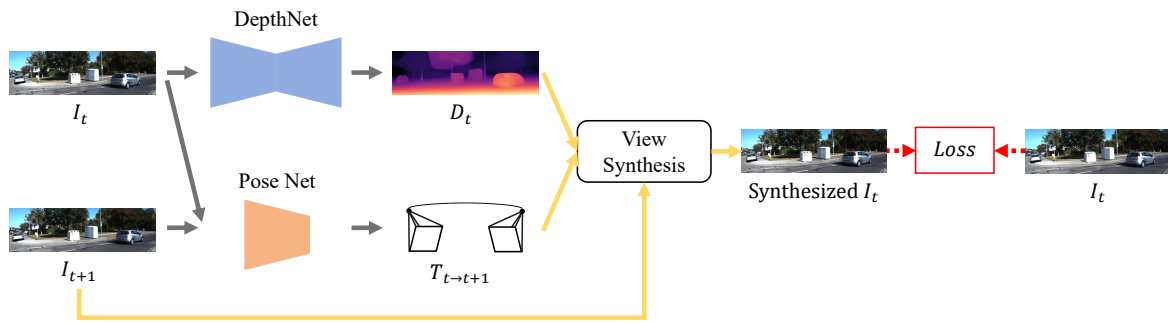 DepthNet
I_t
D_t
View
Synthesis
Synthesized I_t
Loss
I_t
Pose Net
I_{t+1}
T_{t→t+1}